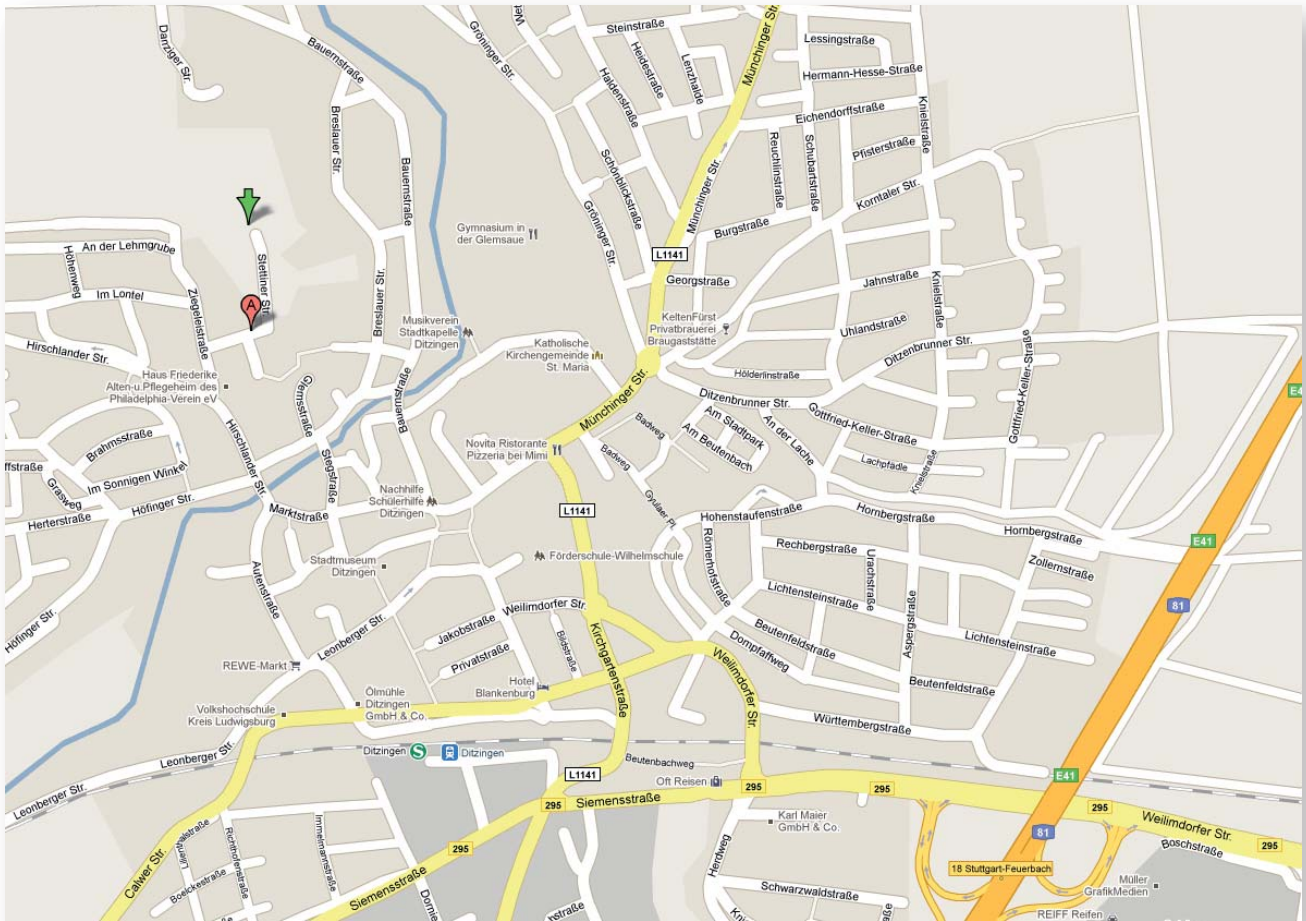 Danziger Str.
Bauernstraße
Gröninger Str.
Steinstraße
Heidestraße
Lenzhalde
Haldenstraße
Münchinger Str.
Lessingstraße
Hermann-Hesse-Straße
Eichendorffstraße
Knielstraße
Breslauer Str.
Bauernstraße
Schönblickstraße
Reuchlinstraße
Schubartstraße
Pfisterstraße
Korntaler Str.
Münchinger Str.
Gymnasium in
der Glemsaue
Gröninger Str.
Burgstraße
L1141
An der Lehmgrube
Höhenweg
Stettiner Str.
Im Lontel
Ziegeleistraße
Breslauer Str.
Georgstraße
Jahnstraße
Knielstraße
A
Musikverein
Stadtkapelle
Ditzingen
KeltenFürst
Privatbrauerei
Braugaststätte
Uhlandstraße
Ditzenbrunner Str.
Hirschlander Str.
Katholische
Kirchengemeinde
St. Maria
Haus Friederike
Alten-u.Pflegeheim des
Philadelphia-Verein eV
Glemsstraße
Bauernstraße
Münchinger Str.
Hölderlinstraße
Ditzenbrunner Str.
Gottfried-Keller-Straße
Gottfried-Keller-Straße
Brahmsstraße
Hirschlander Str.
Stegstraße
Novita Ristorante
Pizzeria bei Mimi
Badweg
Badweg
Am Stadtpark
Am Beutenbach
An der Lache
Lachpfädle
Knielstraße
ffstraße
Grasweg
Im Sonnigen Winkel
Höfinger Str.
Herterstraße
Marktstraße
Nachhilfe
Schülerhilfe
Ditzingen
L1141
Gyulaer Pl.
Hohenstaufenstraße
Hornbergstraße
Hornbergstraße
E41
Stadtmuseum
Ditzingen
Förderschule-Wilhelmschule
Römerhofstraße
Rechbergstraße
Urachstraße
Zollernstraße
Autenstraße
Lichtensteinstraße
Lichtensteinstraße
81
Höfinger Str.
Leonberger Str.
Jakobstraße
Weilimdorfer Str.
Bildstraße
Privatstraße
Kirchgartenstraße
Beutenfeldstraße
Aspergstraße
Dompfaffweg
Weilimdorfer Str.
REWE-Markt
Hotel
Blankenburg
Beutenfeldstraße
Volkshochschule
Kreis Ludwigsburg
Ölmühle
Ditzingen
GmbH & Co.
Württembergstraße
Leonberger Str.
Ditzingen
S
Ditzingen
Beutenbachweg
L1141
Oft Reisen
E41
Leonberger Str.
295
Siemensstraße
295
295
295
Weilimdorfer Str.
295
Karl Maier
GmbH & Co.
81
Boschstraße
Calwer Str.
Richthofenstraße
Immelmannstraße
Boelckestraße
295
Siemensstraße
Herdweg
18 Stuttgart-Feuerbach
Müller
GrafikMedien
Schwarzwaldstraße
REIFF Reifen